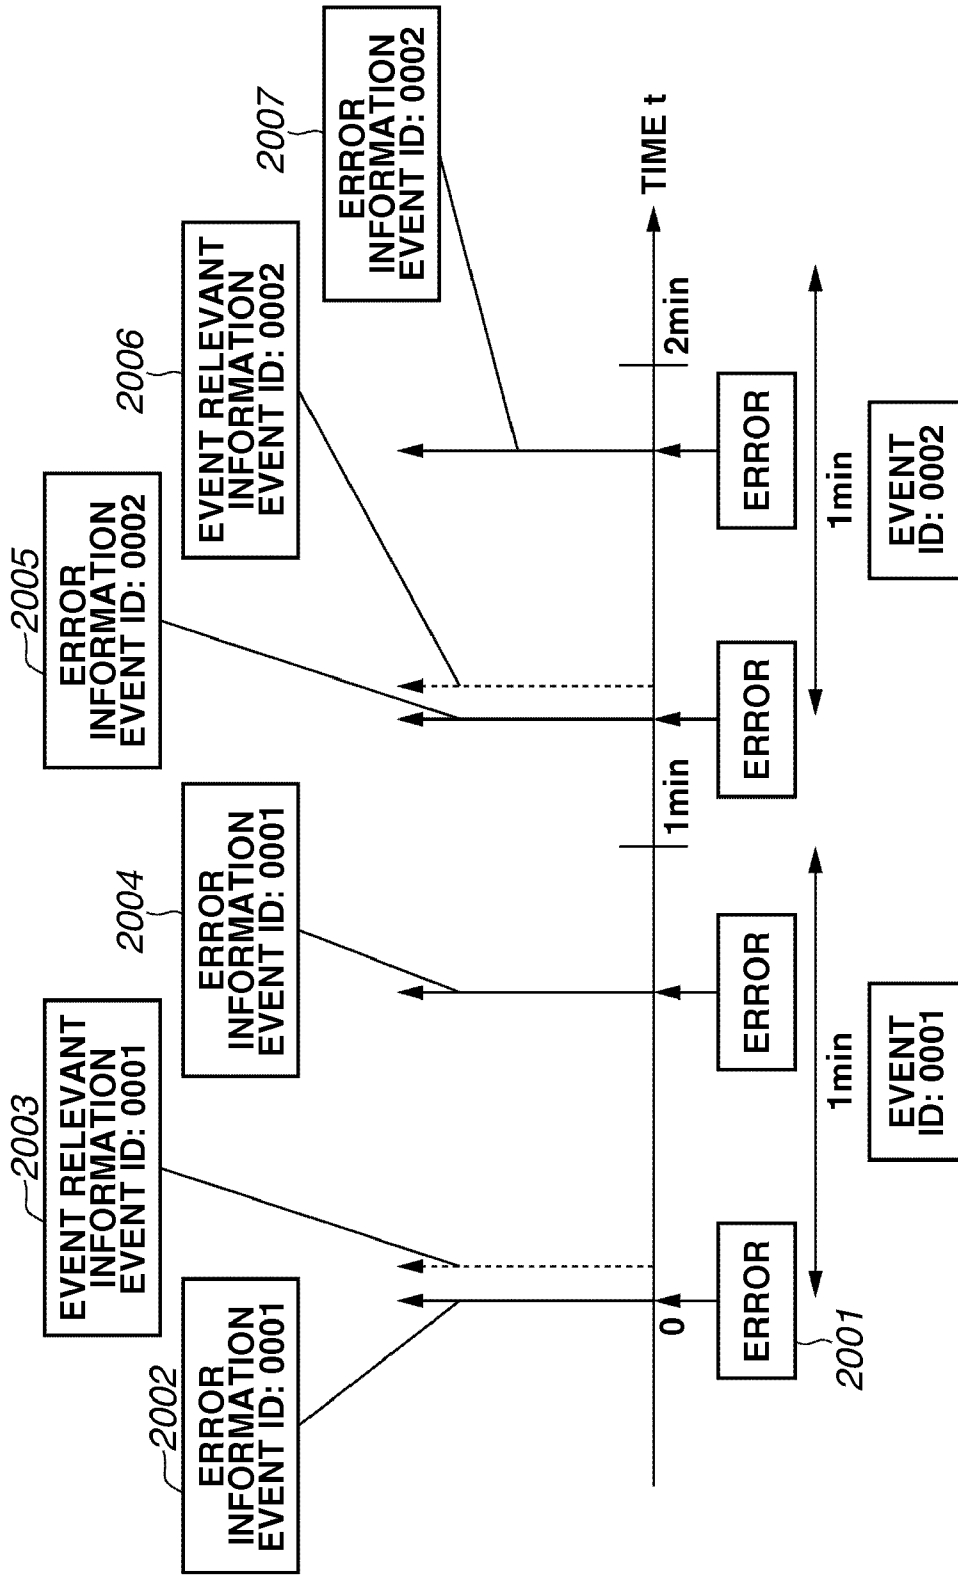 2003
EVENT RELEVANT
INFORMATION
EVENT ID: 0001
2005
ERROR
INFORMATION
EVENT ID: 0002
2002
ERROR
INFORMATION
EVENT ID: 0001
2004
ERROR
INFORMATION
EVENT ID: 0001
2006
EVENT RELEVANT
INFORMATION
EVENT ID: 0002
2007
ERROR
INFORMATION
EVENT ID: 0002
0
1min
2min
TIME t
ERROR
ERROR
ERROR
ERROR
2001
1min
1min
EVENT
ID: 0001
EVENT
ID: 0002